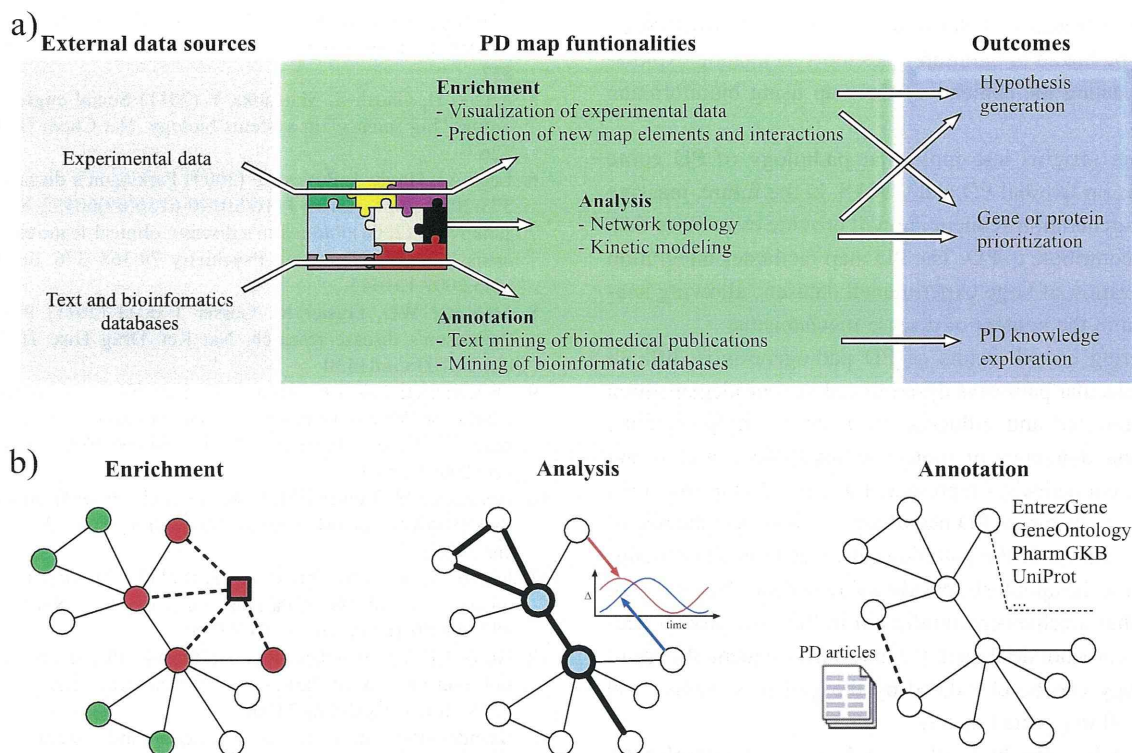 a)
External data sources
PD map funtionalities
Outcomes
Enrichment
- Visualization of experimental data
- Prediction of new map elements and interactions
Hypothesis
generation
Experimental data
Analysis
- Network topology
- Kinetic modeling
Gene or protein
prioritization
Text and bioinfomatics
databases
Annotation
- Text mining of biomedical publications
- Mining of bioinformatic databases
PD knowledge
exploration
b)
Enrichment
Analysis
Annotation
EntrezGene
GeneOntology
PharmGKB
UniProt
...
Δ
time
PD articles